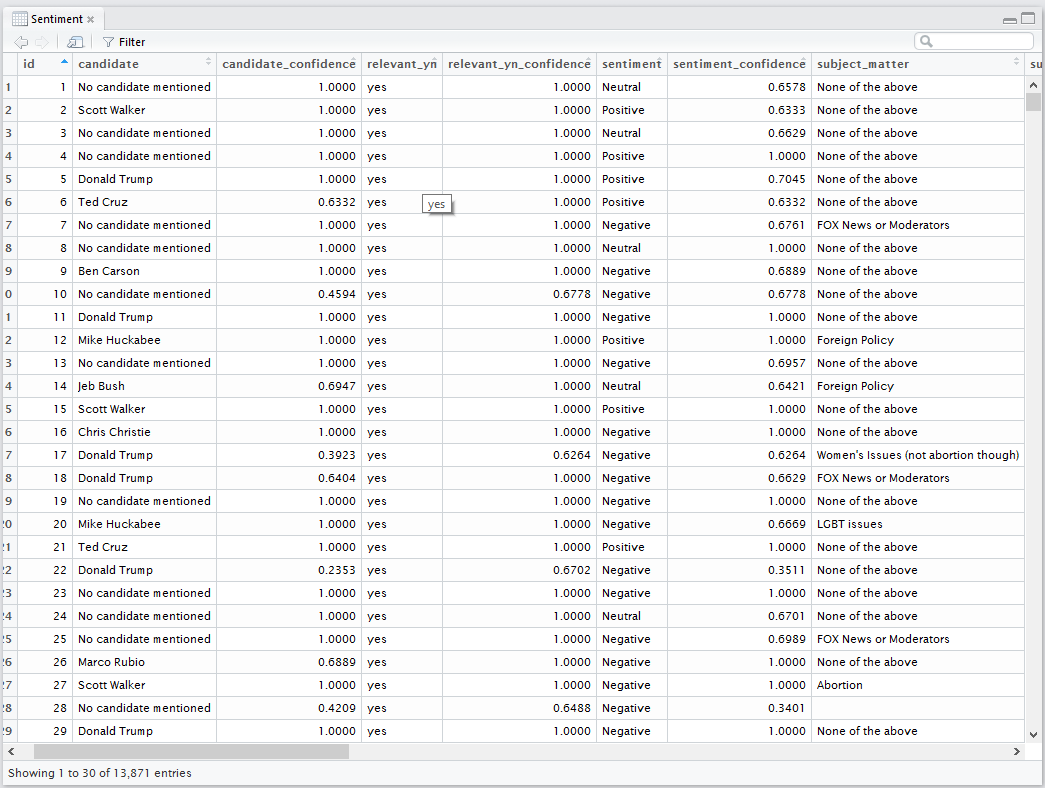 Sentiment
Filter
id candidate candidate_confidence relevant_yn relevant_yn_confidence sentiment sentiment_confidence subject_matter su
1 1 No candidate mentioned 1.0000 yes 1.0000 Neutral 0.6578 None of the above
2 2 Scott Walker 1.0000 yes 1.0000 Positive 0.6333 None of the above
3 3 No candidate mentioned 1.0000 yes 1.0000 Neutral 0.6629 None of the above
4 4 No candidate mentioned 1.0000 yes 1.0000 Positive 1.0000 None of the above
5 5 Donald Trump 1.0000 yes 1.0000 Positive 0.7045 None of the above
6 6 Ted Cruz 0.6332 yes yes 1.0000 Positive 0.6332 None of the above
7 7 No candidate mentioned 1.0000 yes 1.0000 Negative 0.6761 FOX News or Moderators
8 8 No candidate mentioned 1.0000 yes 1.0000 Neutral 1.0000 None of the above
9 9 Ben Carson 1.0000 yes 1.0000 Negative 0.6889 None of the above
0 10 No candidate mentioned 0.4594 yes 0.6778 Negative 0.6778 None of the above
1 11 Donald Trump 1.0000 yes 1.0000 Negative 1.0000 None of the above
2 12 Mike Huckabee 1.0000 yes 1.0000 Positive 1.0000 Foreign Policy
3 13 No candidate mentioned 1.0000 yes 1.0000 Negative 0.6957 None of the above
4 14 Jeb Bush 0.6947 yes 1.0000 Neutral 0.6421 Foreign Policy
5 15 Scott Walker 1.0000 yes 1.0000 Positive 1.0000 None of the above
6 16 Chris Christie 1.0000 yes 1.0000 Negative 1.0000 None of the above
7 17 Donald Trump 0.3923 yes 0.6264 Negative 0.6264 Women's Issues (not abortion though)
8 18 Donald Trump 0.6404 yes 1.0000 Negative 0.6629 FOX News or Moderators
9 19 No candidate mentioned 1.0000 yes 1.0000 Negative 1.0000 None of the above
20 20 Mike Huckabee 1.0000 yes 1.0000 Negative 0.6669 LGBT issues
21 21 Ted Cruz 1.0000 yes 1.0000 Positive 1.0000 None of the above
22 22 Donald Trump 0.2353 yes 0.6702 Negative 0.3511 None of the above
23 23 No candidate mentioned 1.0000 yes 1.0000 Negative 1.0000 None of the above
24 24 No candidate mentioned 1.0000 yes 1.0000 Neutral 0.6701 None of the above
25 25 No candidate mentioned 1.0000 yes 1.0000 Negative 0.6989 FOX News or Moderators
26 26 Marco Rubio 0.6889 yes 1.0000 Negative 1.0000 None of the above
27 27 Scott Walker 1.0000 yes 1.0000 Negative 1.0000 Abortion
28 28 No candidate mentioned 0.4209 yes 0.6488 Negative 0.3401
29 29 Donald Trump 1.0000 yes 1.0000 Negative 1.0000 None of the above
Showing 1 to 30 of 13,871 entries